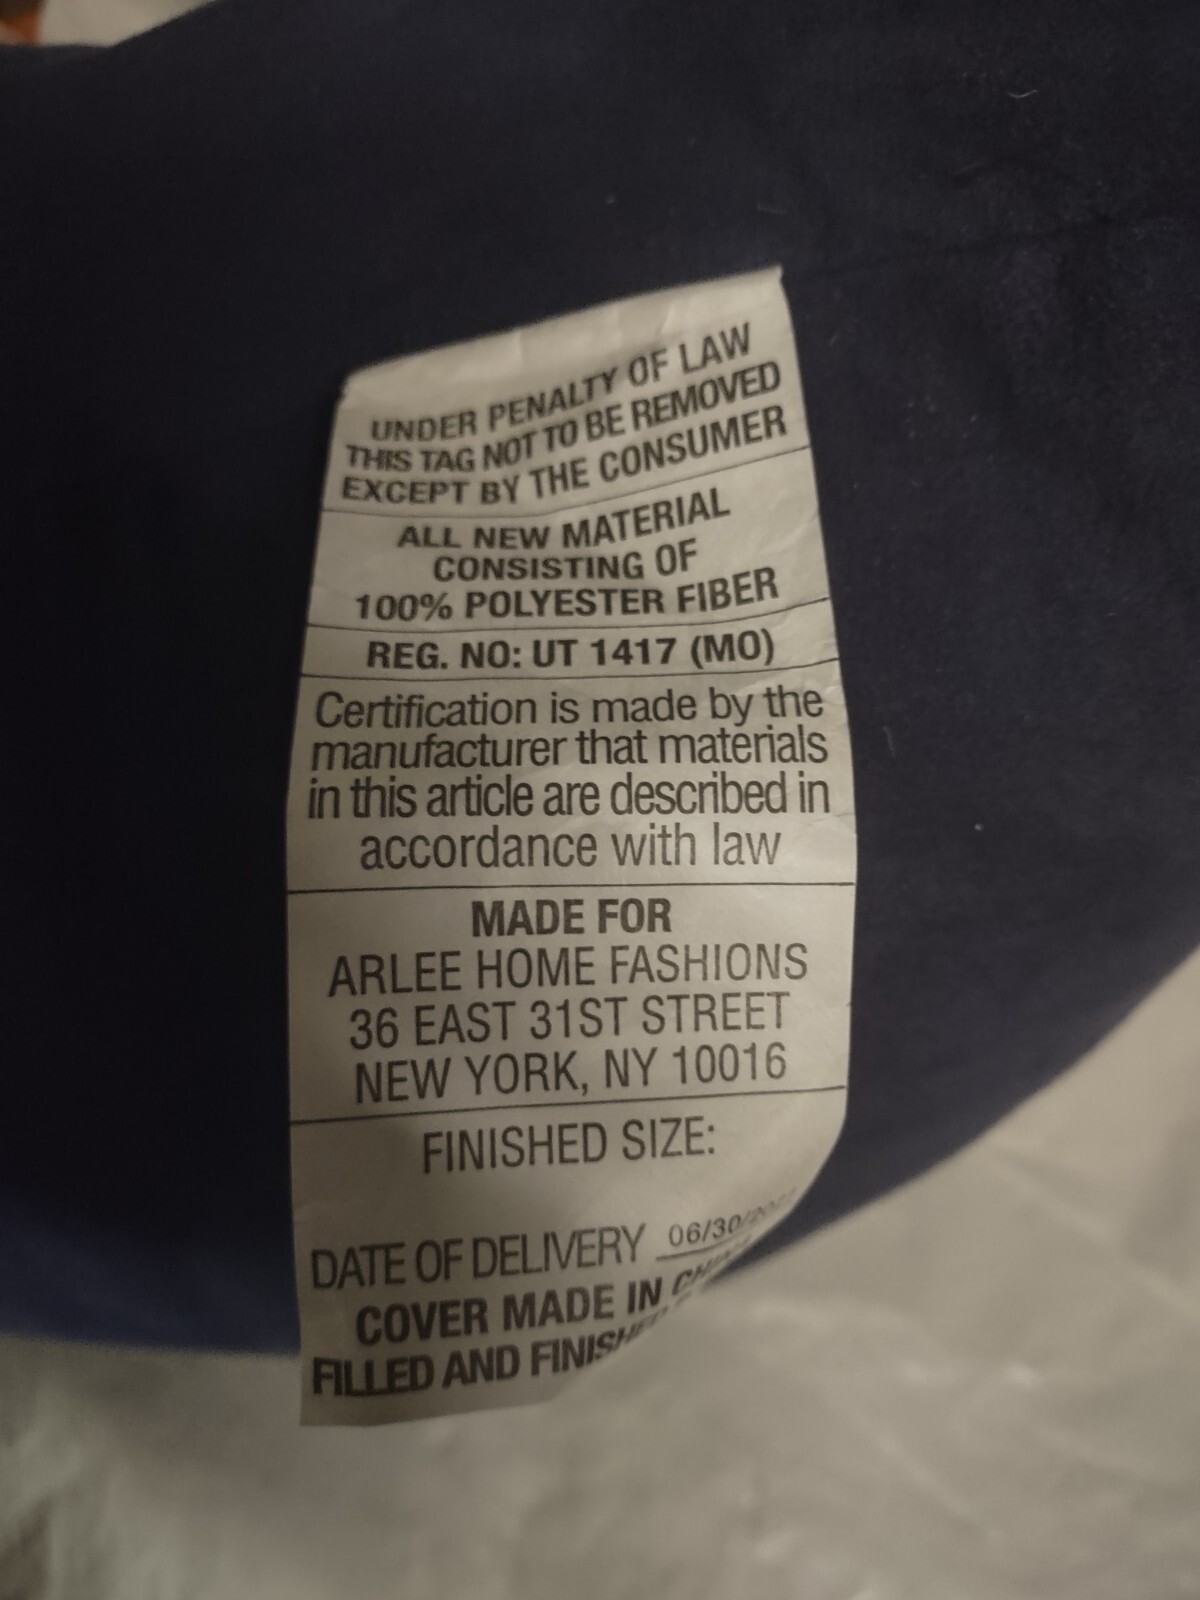 UNDER PENALTY OF LAW
THIS TAG NOT TO BE REMOVED
EXCEPT BY THE CONSUMER
ALL NEW MATERIAL
CONSISTING OF
100% POLYESTER FIBER
REG. NO: UT 1417 (MO)
Certification is made by the
manufacturer that materials
in this article are described in
accordance with law
MADE FOR
ARLEE HOME FASHIONS
36 EAST 31ST STREET
NEW YORK, NY 10016
FINISHED SIZE:
DATE OF DELIVERY 06/30/
COVER MADE IN
FILLED AND